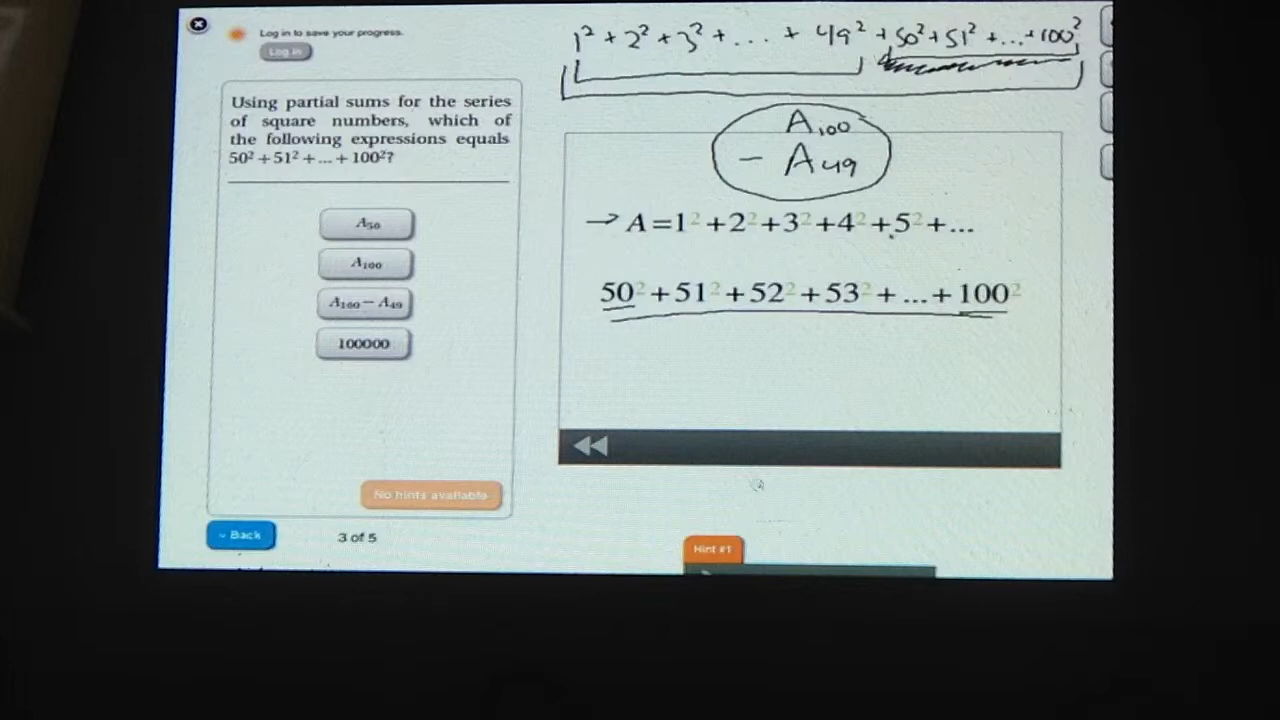 Log in to save your progress.
Log in
Using partial sums for the series
of square numbers, which of
the following expressions equals
50² + 51² + ... + 100²?
A₅₀
A₁₀₀
A₁₀₀ − A₄₉
100000
No hints available
Back
3 of 5
1² + 2² + 3² + ... + 49² + 50² + 51² + ... + 100²
A₁₀₀
− A₄₉
→ A = 1² + 2² + 3² + 4² + 5² + ...
50² + 51² + 52² + 53² + ... + 100²
Hint #1